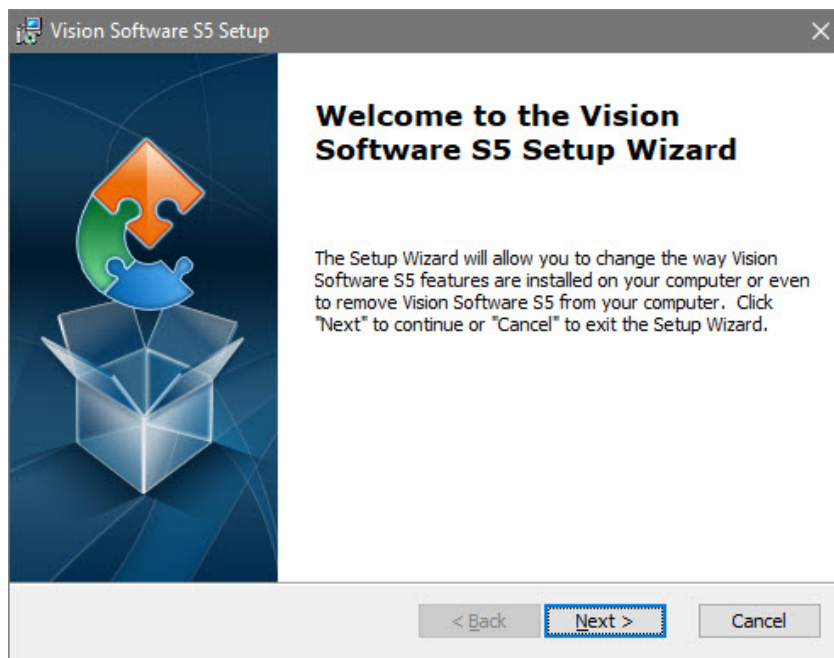 Vision Software S5 Setup
Welcome to the Vision
Software S5 Setup Wizard
The Setup Wizard will allow you to change the way Vision
Software S5 features are installed on your computer or even
to remove Vision Software S5 from your computer.  Click
"Next" to continue or "Cancel" to exit the Setup Wizard.
< Back
Next >
Cancel